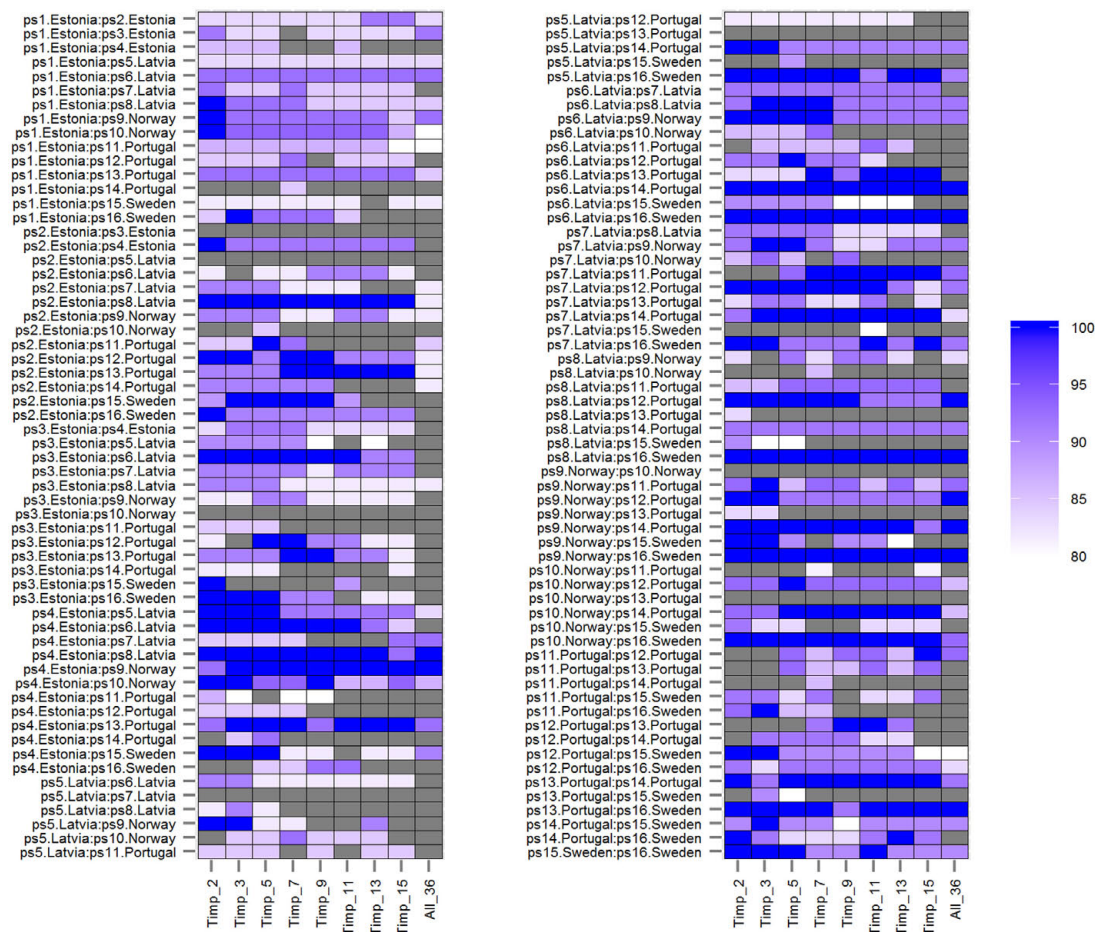 ps1.Estonia:ps2.Estonia
ps1.Estonia:ps3.Estonia
ps1.Estonia:ps4.Estonia
ps1.Estonia:ps5.Latvia
ps1.Estonia:ps6.Latvia
ps1.Estonia:ps7.Latvia
ps1.Estonia:ps8.Latvia
ps1.Estonia:ps9.Norway
ps1.Estonia:ps10.Norway
ps1.Estonia:ps11.Portugal
ps1.Estonia:ps12.Portugal
ps1.Estonia:ps13.Portugal
ps1.Estonia:ps14.Portugal
ps1.Estonia:ps15.Sweden
ps1.Estonia:ps16.Sweden
ps2.Estonia:ps3.Estonia
ps2.Estonia:ps4.Estonia
ps2.Estonia:ps5.Latvia
ps2.Estonia:ps6.Latvia
ps2.Estonia:ps7.Latvia
ps2.Estonia:ps8.Latvia
ps2.Estonia:ps9.Norway
ps2.Estonia:ps10.Norway
ps2.Estonia:ps11.Portugal
ps2.Estonia:ps12.Portugal
ps2.Estonia:ps13.Portugal
ps2.Estonia:ps14.Portugal
ps2.Estonia:ps15.Sweden
ps2.Estonia:ps16.Sweden
ps3.Estonia:ps4.Estonia
ps3.Estonia:ps5.Latvia
ps3.Estonia:ps6.Latvia
ps3.Estonia:ps7.Latvia
ps3.Estonia:ps8.Latvia
ps3.Estonia:ps9.Norway
ps3.Estonia:ps10.Norway
ps3.Estonia:ps11.Portugal
ps3.Estonia:ps12.Portugal
ps3.Estonia:ps13.Portugal
ps3.Estonia:ps14.Portugal
ps3.Estonia:ps15.Sweden
ps3.Estonia:ps16.Sweden
ps4.Estonia:ps5.Latvia
ps4.Estonia:ps6.Latvia
ps4.Estonia:ps7.Latvia
ps4.Estonia:ps8.Latvia
ps4.Estonia:ps9.Norway
ps4.Estonia:ps10.Norway
ps4.Estonia:ps11.Portugal
ps4.Estonia:ps12.Portugal
ps4.Estonia:ps13.Portugal
ps4.Estonia:ps14.Portugal
ps4.Estonia:ps15.Sweden
ps4.Estonia:ps16.Sweden
ps5.Latvia:ps6.Latvia
ps5.Latvia:ps7.Latvia
ps5.Latvia:ps8.Latvia
ps5.Latvia:ps9.Norway
ps5.Latvia:ps10.Norway
ps5.Latvia:ps11.Portugal
Timp_2
Timp_3
Timp_5
Timp_7
Timp_9
Timp_11
Timp_13
Timp_15
All_36
ps5.Latvia:ps12.Portugal
ps5.Latvia:ps13.Portugal
ps5.Latvia:ps14.Portugal
ps5.Latvia:ps15.Sweden
ps5.Latvia:ps16.Sweden
ps6.Latvia:ps7.Latvia
ps6.Latvia:ps8.Latvia
ps6.Latvia:ps9.Norway
ps6.Latvia:ps10.Norway
ps6.Latvia:ps11.Portugal
ps6.Latvia:ps12.Portugal
ps6.Latvia:ps13.Portugal
ps6.Latvia:ps14.Portugal
ps6.Latvia:ps15.Sweden
ps6.Latvia:ps16.Sweden
ps7.Latvia:ps8.Latvia
ps7.Latvia:ps9.Norway
ps7.Latvia:ps10.Norway
ps7.Latvia:ps11.Portugal
ps7.Latvia:ps12.Portugal
ps7.Latvia:ps13.Portugal
ps7.Latvia:ps14.Portugal
ps7.Latvia:ps15.Sweden
ps7.Latvia:ps16.Sweden
ps8.Latvia:ps9.Norway
ps8.Latvia:ps10.Norway
ps8.Latvia:ps11.Portugal
ps8.Latvia:ps12.Portugal
ps8.Latvia:ps13.Portugal
ps8.Latvia:ps14.Portugal
ps8.Latvia:ps15.Sweden
ps8.Latvia:ps16.Sweden
ps9.Norway:ps10.Norway
ps9.Norway:ps11.Portugal
ps9.Norway:ps12.Portugal
ps9.Norway:ps13.Portugal
ps9.Norway:ps14.Portugal
ps9.Norway:ps15.Sweden
ps9.Norway:ps16.Sweden
ps10.Norway:ps11.Portugal
ps10.Norway:ps12.Portugal
ps10.Norway:ps13.Portugal
ps10.Norway:ps14.Portugal
ps10.Norway:ps15.Sweden
ps10.Norway:ps16.Sweden
ps11.Portugal:ps12.Portugal
ps11.Portugal:ps13.Portugal
ps11.Portugal:ps14.Portugal
ps11.Portugal:ps15.Sweden
ps11.Portugal:ps16.Sweden
ps12.Portugal:ps13.Portugal
ps12.Portugal:ps14.Portugal
ps12.Portugal:ps15.Sweden
ps12.Portugal:ps16.Sweden
ps13.Portugal:ps14.Portugal
ps13.Portugal:ps15.Sweden
ps13.Portugal:ps16.Sweden
ps14.Portugal:ps15.Sweden
ps14.Portugal:ps16.Sweden
ps15.Sweden:ps16.Sweden
Timp_2
Timp_3
Timp_5
Timp_7
Timp_9
Timp_11
Timp_13
Timp_15
All_36
100
95
90
85
80